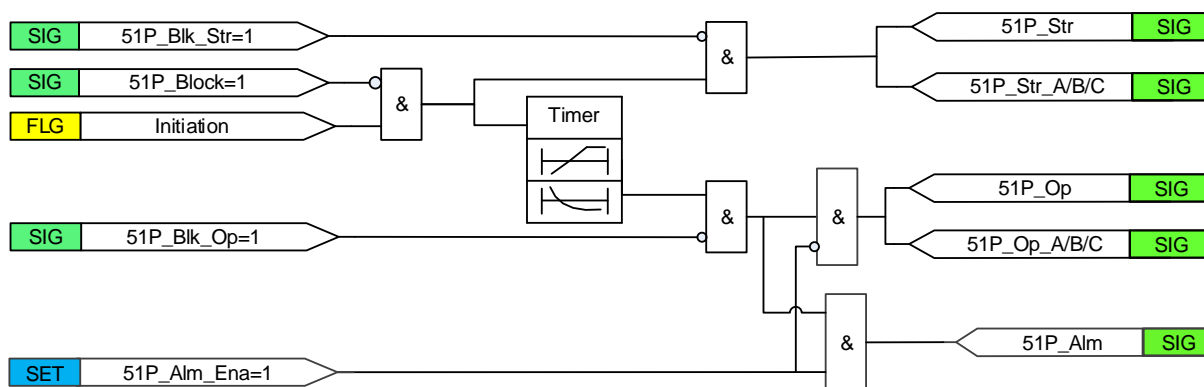 SIG 51P_Blk_Str=1
& 
51P_Str SIG
SIG 51P_Block=1
51P_Str_A/B/C SIG
&
FLG Initiation
Timer
51P_Op SIG
&
&
SIG 51P_Blk_Op=1
51P_Op_A/B/C SIG
&
51P_Alm SIG
SET 51P_Alm_Ena=1